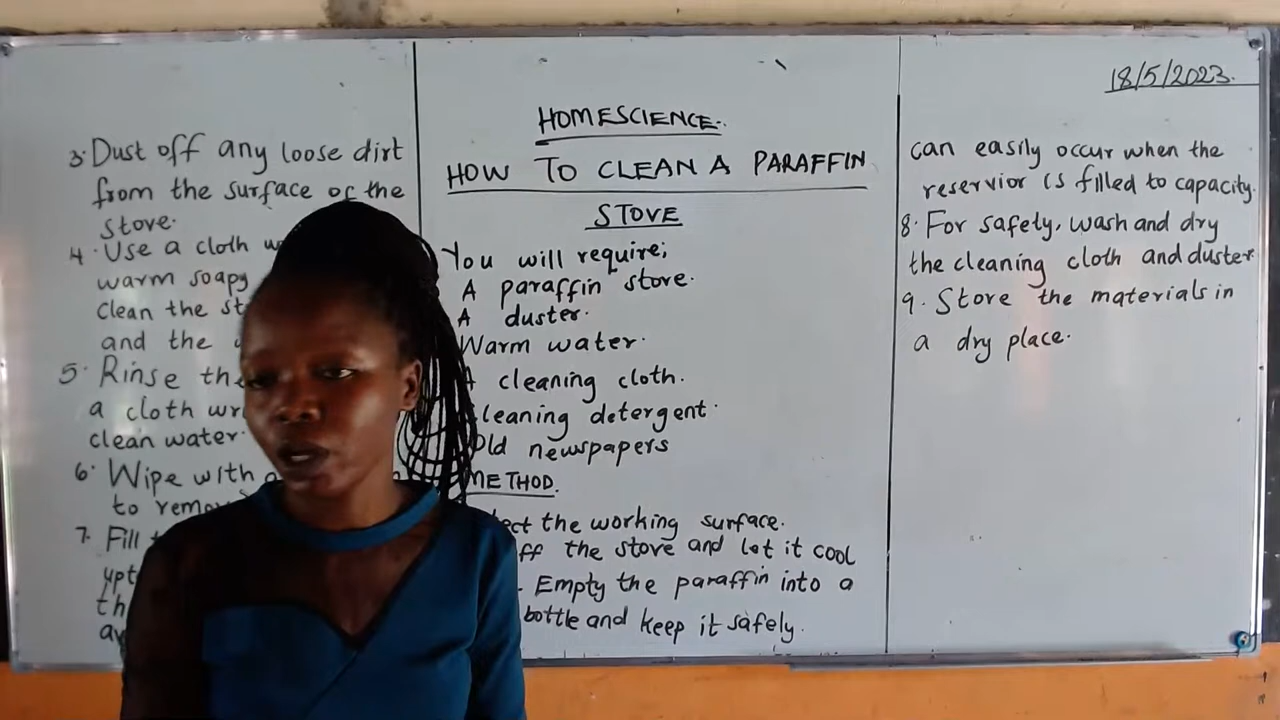 18/5/2023.
HOMESCIENCE.
HOW TO CLEAN A PARAFFIN
STOVE
You will require;
A paraffin stove.
A duster.
Warm water.
A cleaning cloth.
Cleaning detergent.
Old newspapers
METHOD.
the working surface.
the stove and let it cool
Empty the paraffin into a
bottle and keep it safely.
3. Dust off any loose dirt
from the surface of the
stove.
4. Use a cloth
warm soapy
Clean the
and the
5. Rinse
a cloth
clean water.
6. Wipe with
to
7. Fill
can easily occur when the
reservior is filled to capacity.
8. For safety, wash and dry
the cleaning cloth and duster
9. Store the materials in
a dry place.